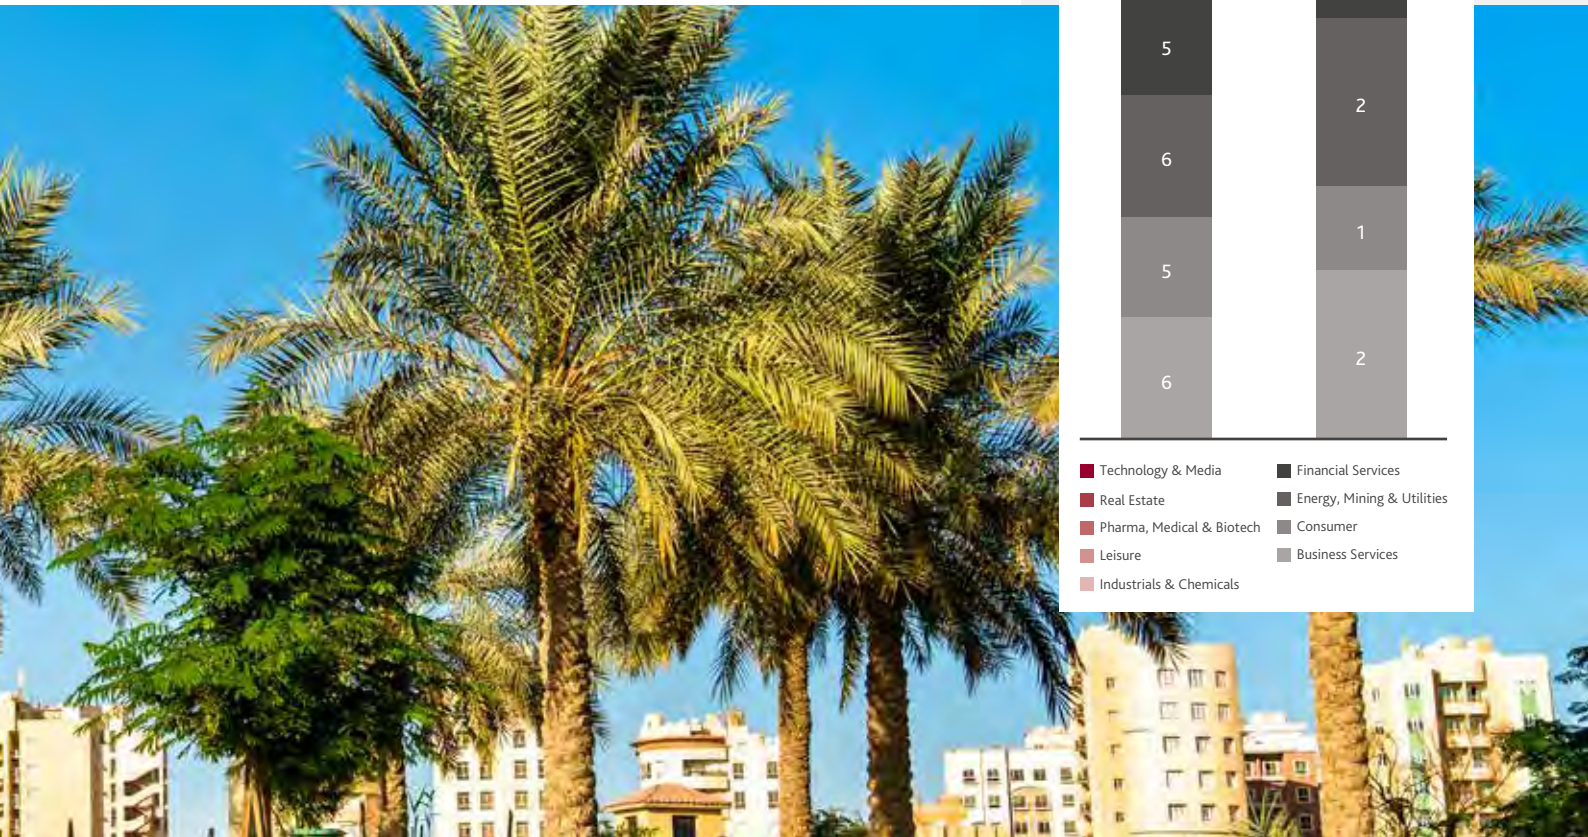 5
2
6
1
5
2
6
Technology & Media
Real Estate
Pharma, Medical & Biotech
Leisure
Industrials & Chemicals
Financial Services
Energy, Mining & Utilities
Consumer
Business Services